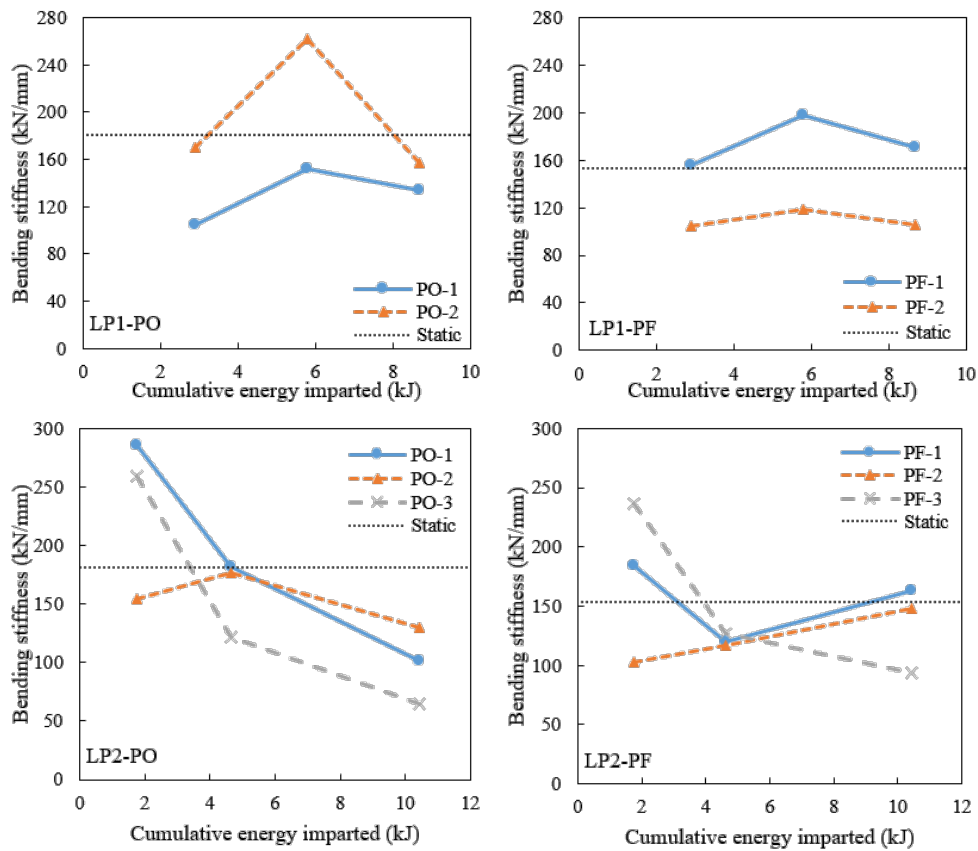 Bending stiffness (kN/mm)
280
240
200
160
120
80
40
0
PO-1
PO-2
Static
LP1-PO
0 2 4 6 8 10
Cumulative energy imparted (kJ)
Bending stiffness (kN/mm)
280
240
200
160
120
80
40
0
PF-1
PF-2
Static
LP1-PF
0 2 4 6 8 10
Cumulative energy imparted (kJ)
Bending stiffness (kN/mm)
300
250
200
150
100
50
0
PO-1
PO-2
PO-3
Static
LP2-PO
0 2 4 6 8 10 12
Cumulative energy imparted (kJ)
Bending stiffness (kN/mm)
300
250
200
150
100
50
0
PF-1
PF-2
PF-3
Static
LP2-PF
0 2 4 6 8 10 12
Cumulative energy imparted (kJ)